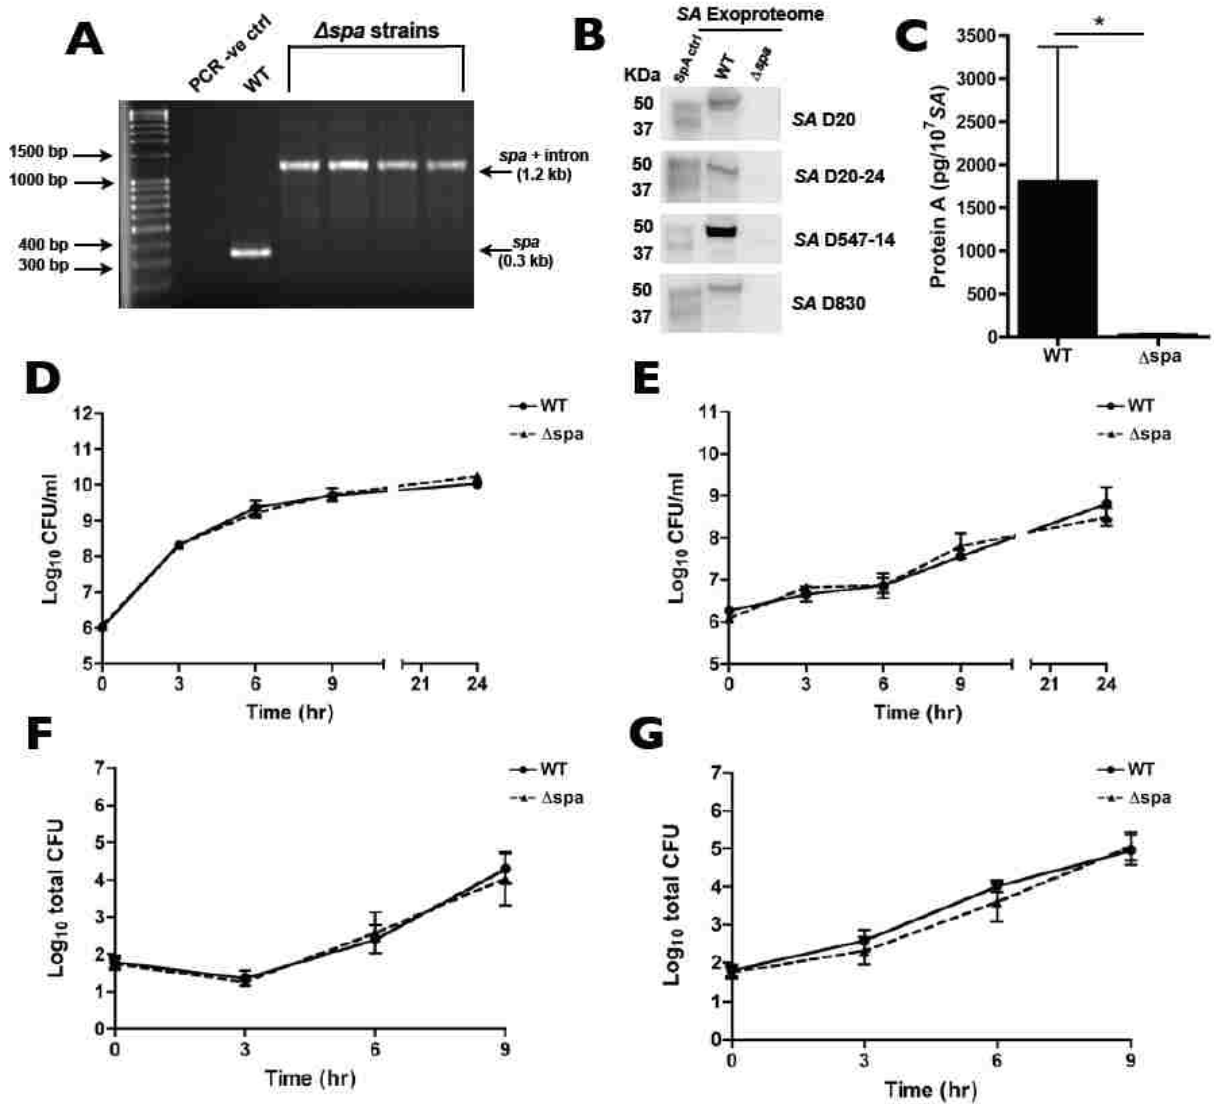 A
Δspa strains
PCR -ve ctrl
WT
1500 bp
1000 bp
400 bp
300 bp
spa + intron
(1.2 kb)
spa
(0.3 kb)
B
SA Exoproteome
KDa
SpA ctrl
WT
Δspa
50
37
SA D20
50
37
SA D20-24
50
37
SA D547-14
50
37
SA D830
C
*
Protein A (pg/10⁷ SA)
3500
3000
2500
2000
1500
1000
500
0
WT
Δspa
D
WT
Δspa
Log₁₀ CFU/ml
12
11
10
9
8
7
6
5
0 3 6 9 21 24
Time (hr)
E
WT
Δspa
Log₁₀ CFU/ml
11
10
9
8
7
6
5
0 3 6 9 21 24
Time (hr)
F
WT
Δspa
Log₁₀ total CFU
7
6
5
4
3
2
1
0
0 3 6 9
Time (hr)
G
WT
Δspa
Log₁₀ total CFU
7
6
5
4
3
2
1
0
0 3 6 9
Time (hr)